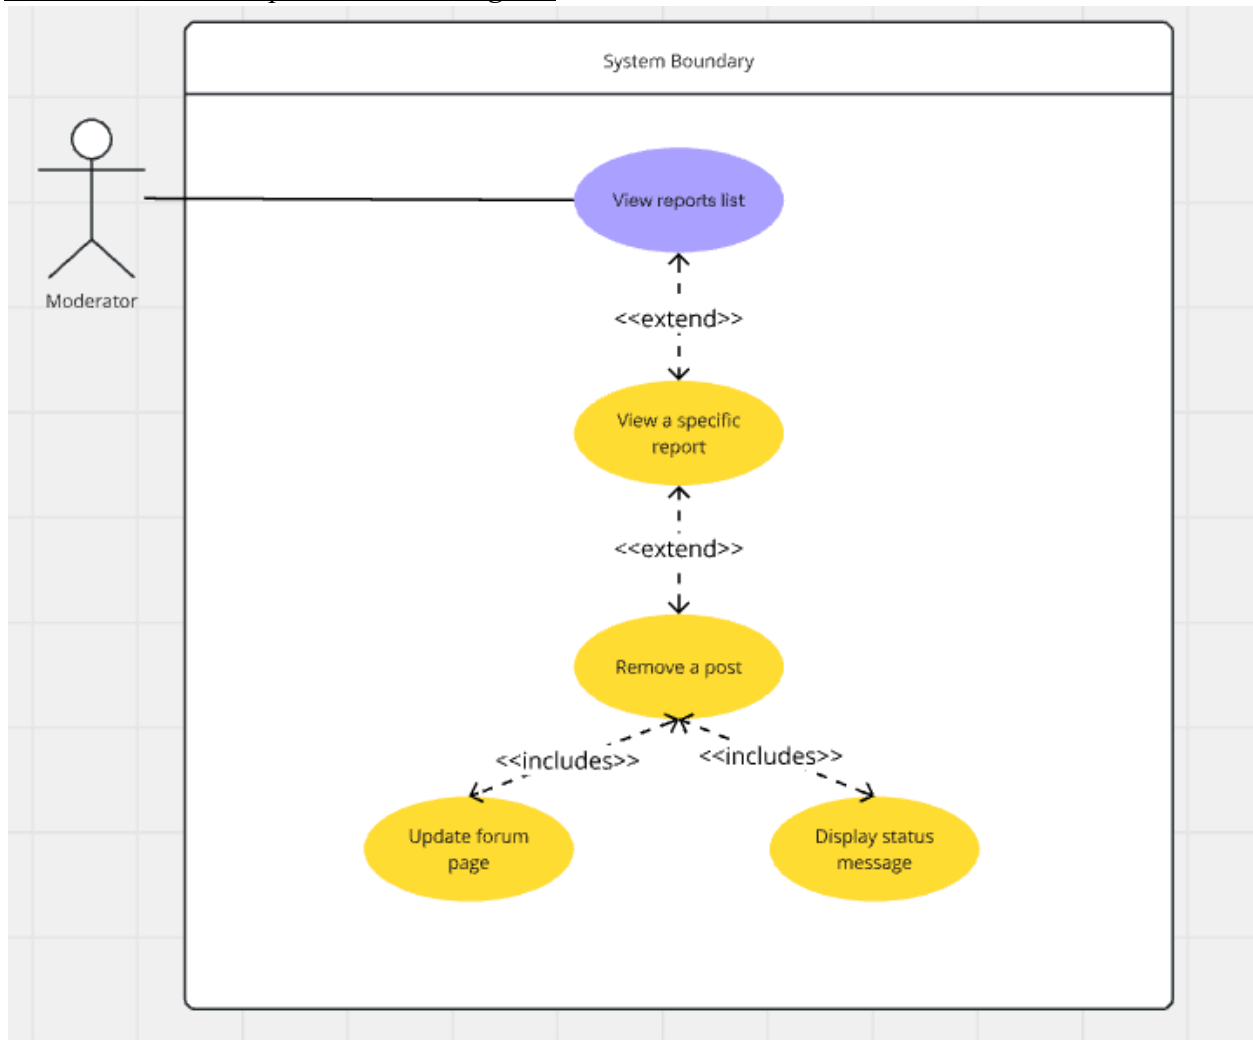 System Boundary
View reports list
Moderator
<<extend>>
View a specific
report
<<extend>>
Remove a post
<<includes>>
<<includes>>
Update forum
page
Display status
message